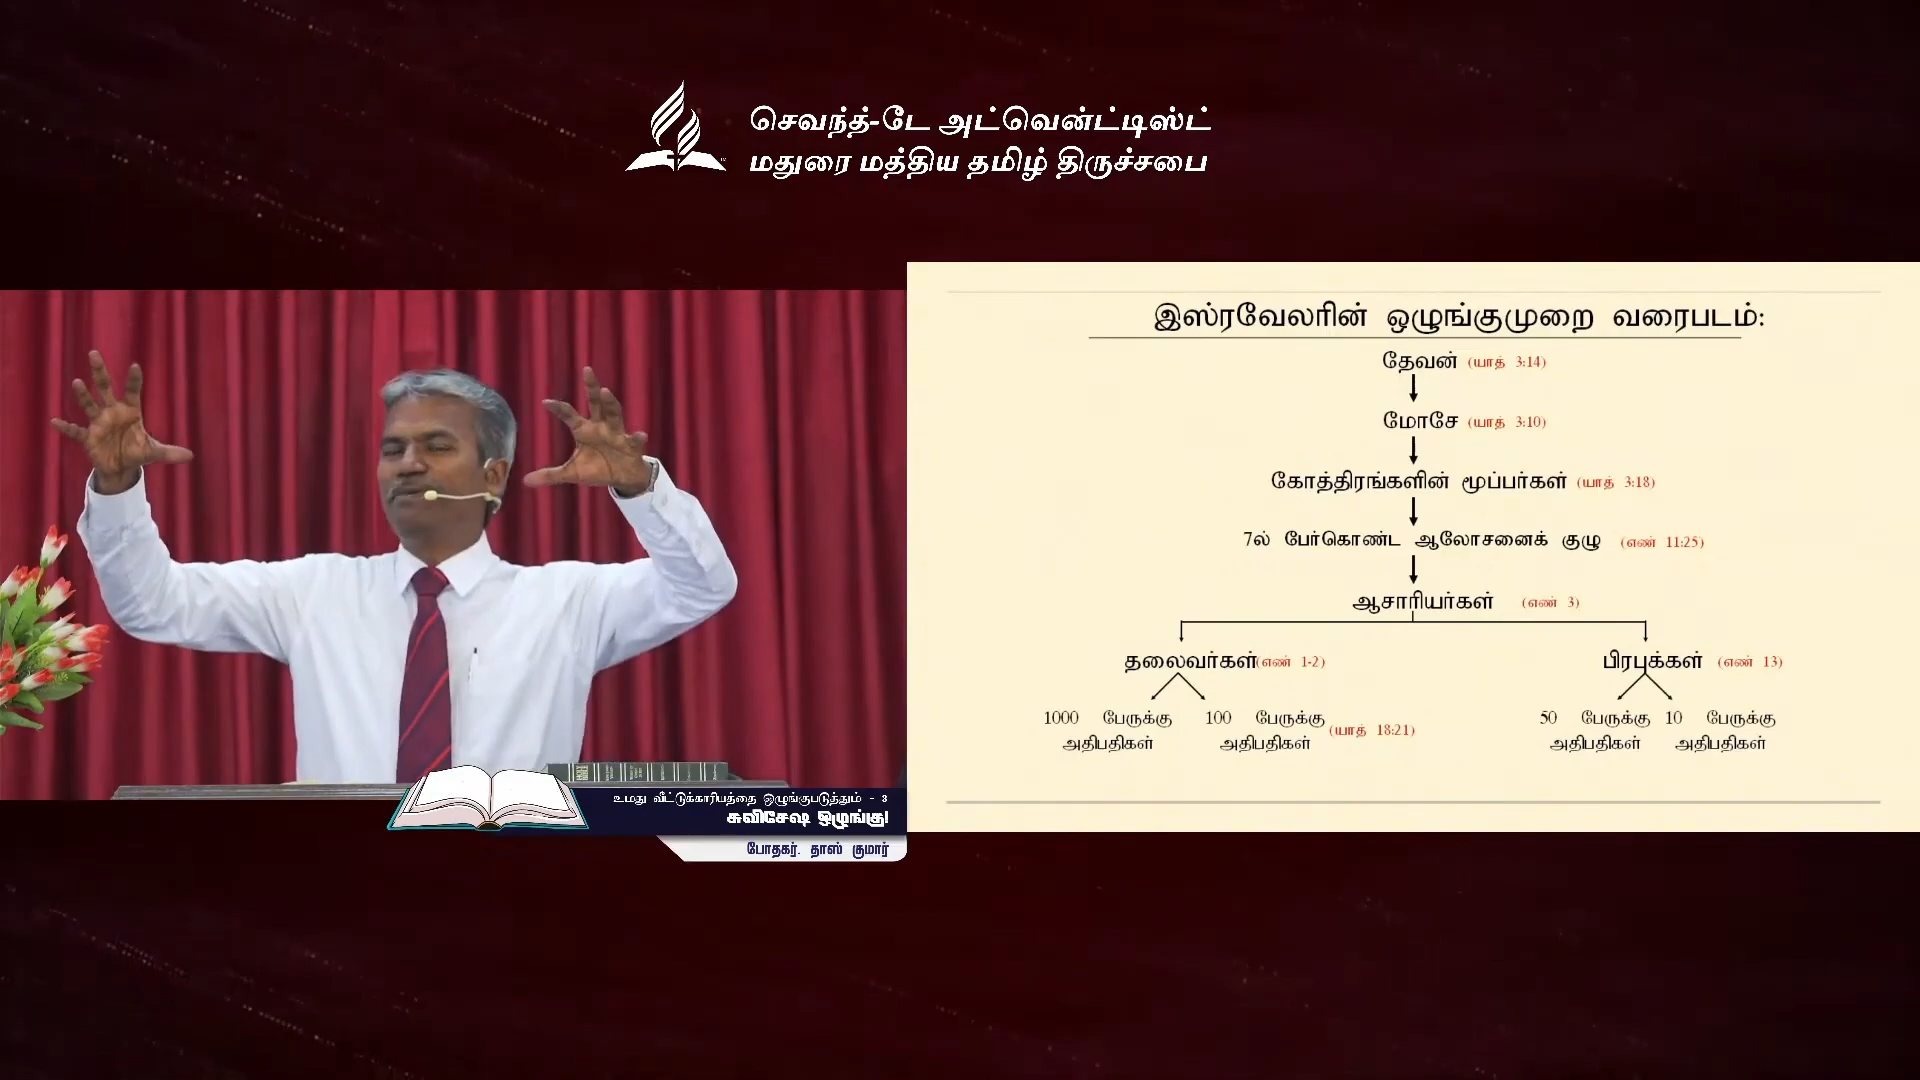 செவந்த்-டே அட்வென்ட்டிஸ்ட்
மதுரை மத்திய தமிழ் திருச்சபை
இஸ்ரவேலரின் ஒழுங்குமுறை வரைபடம்:
தேவன் (யாத் 3:14)
மோசே (யாத் 3:10)
கோத்திரங்களின் மூப்பர்கள் (யாத் 3:18)
7ல் பேர்கொண்ட ஆலோசனைக் குழு (எண் 11:25)
ஆசாரியர்கள் (எண் 3)
தலைவர்கள் (எண் 1-2)
பிரபுக்கள் (எண் 13)
1000 பேருக்கு அதிபதிகள்
100 பேருக்கு அதிபதிகள்
(யாத் 18:21)
50 பேருக்கு அதிபதிகள்
10 பேருக்கு அதிபதிகள்
உமது வீட்டுக்காரியத்தை ஒழுங்குபடுத்தும் - 3
சுவிசேஷ ஒழுங்கு!
போதகர். தாஸ் குமார்